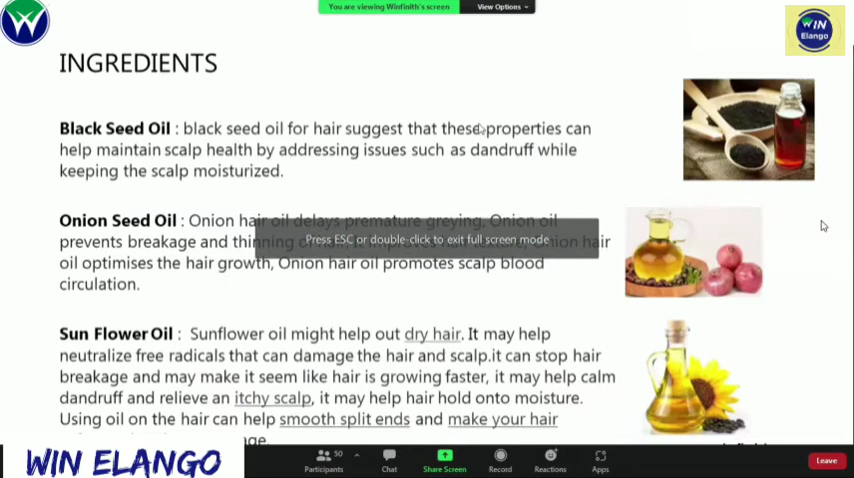 You are viewing Winfinith's screen
View Options
W
WIN
Elango
INGREDIENTS
Black Seed Oil : black seed oil for hair suggest that these properties can
help maintain scalp health by addressing issues such as dandruff while
keeping the scalp moisturized.
Onion Seed Oil : Onion hair oil delays premature greying, Onion oil
prevents breakage and thinning of hair. It improves hair texture, Onion hair
Press ESC or double-click to exit full screen mode
oil optimises the hair growth, Onion hair oil promotes scalp blood
circulation.
Sun Flower Oil : Sunflower oil might help out dry hair. It may help
neutralize free radicals that can damage the hair and scalp.it can stop hair
breakage and may make it seem like hair is growing faster, it may help calm
dandruff and relieve an itchy scalp, it may help hair hold onto moisture.
Using oil on the hair can help smooth split ends and make your hair
WIN ELANGO
50
Participants
Chat
Share Screen
Record
Reactions
Apps
Leave